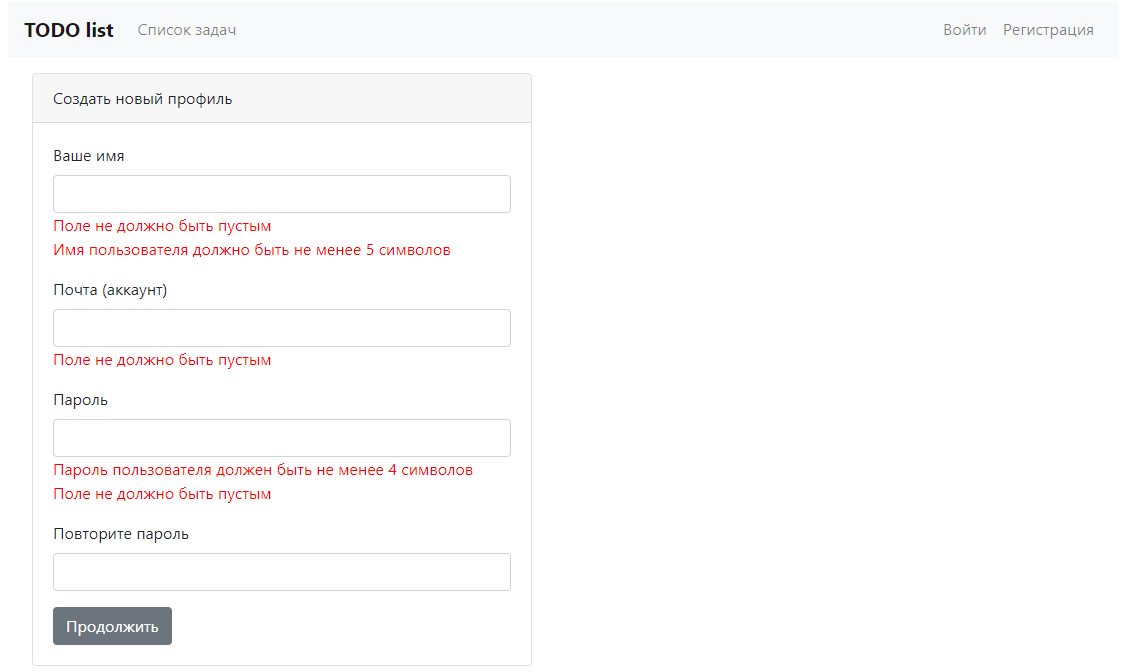 TODO list Список задач Войти Регистрация
Создать новый профиль
Ваше имя
Поле не должно быть пустым
Имя пользователя должно быть не менее 5 символов
Почта (аккаунт)
Поле не должно быть пустым
Пароль
Пароль пользователя должен быть не менее 4 символов
Поле не должно быть пустым
Повторите пароль
Продолжить